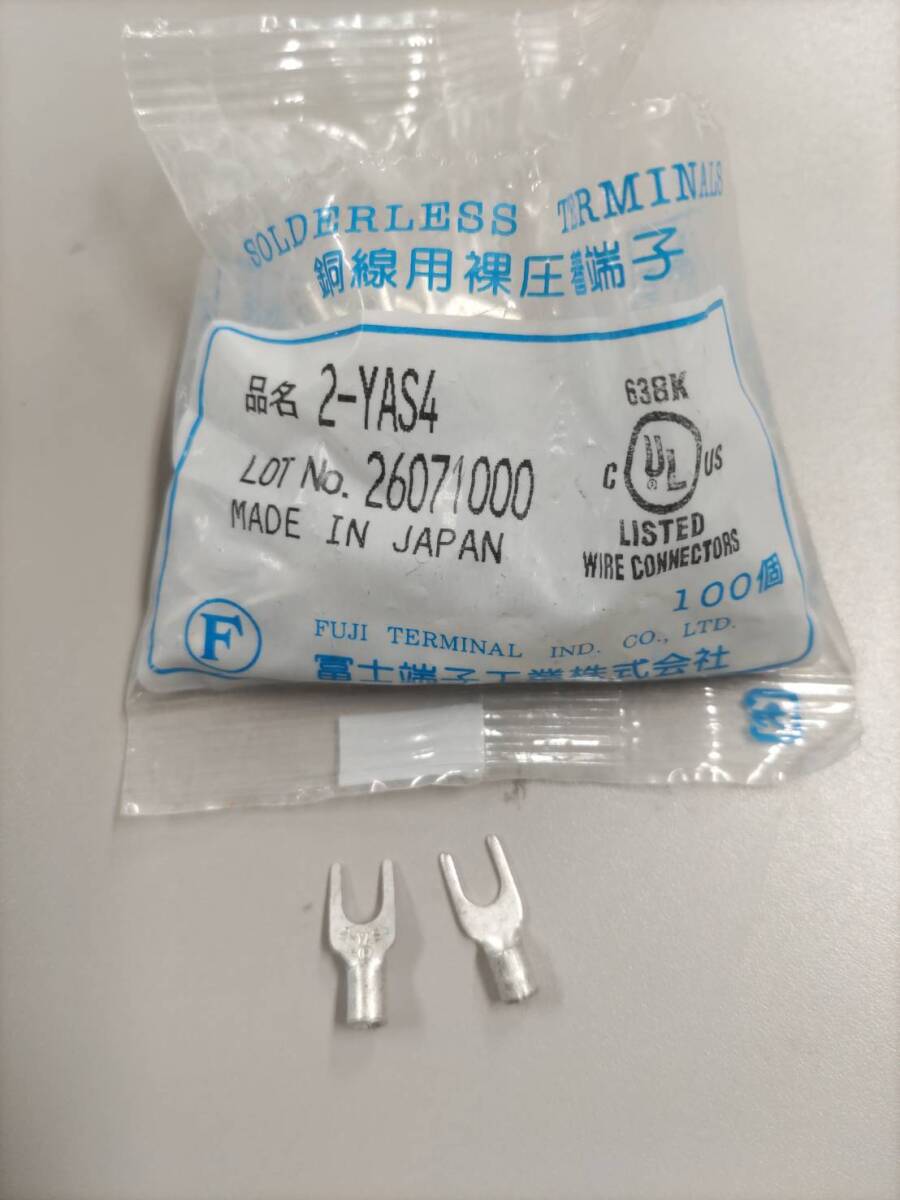 SOLDERLESS TERMINALS
銅線用裸圧着端子
品名 2-YAS4
LOT No. 26071000
MADE IN JAPAN
638K
C UL US
®
LISTED
WIRE CONNECTORS
100個
F
FUJI TERMINAL IND. CO., LTD.
冨士端子工業株式会社